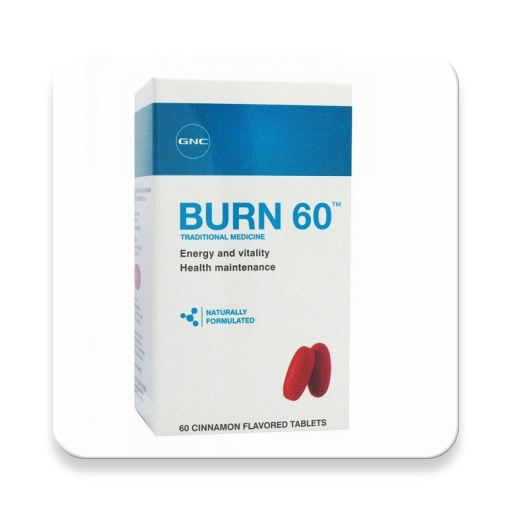 GNC
BURN 60™
TRADITIONAL MEDICINE
Energy and vitality
Health maintenance
NATURALLY
FORMULATED
60 CINNAMON FLAVORED TABLETS